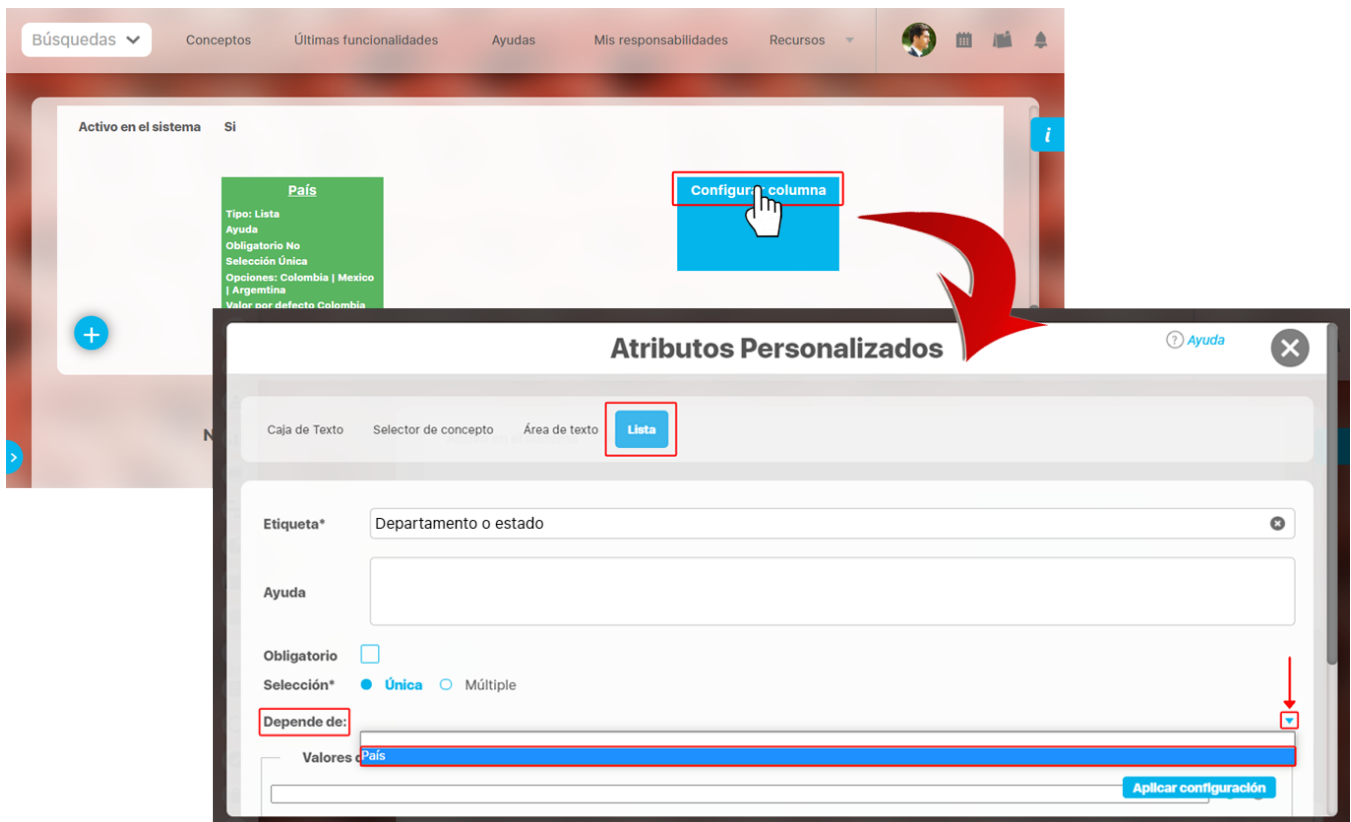 Búsquedas
Conceptos
Últimas funcionalidades
Ayudas
Mis responsabilidades
Recursos
Activo en el sistema Si
i
País
Tipo: Lista
Ayuda
Obligatorio No
Selección Única
Opciones: Colombia | Mexico
| Argemtina
Valor por defecto Colombia
Configurar columna
Atributos Personalizados
? Ayuda
Caja de Texto
Selector de concepto
Área de texto
Lista
Etiqueta*
Departamento o estado
Ayuda
Obligatorio
Selección*
Única
Múltiple
Depende de:
País
Valores
Aplicar configuración